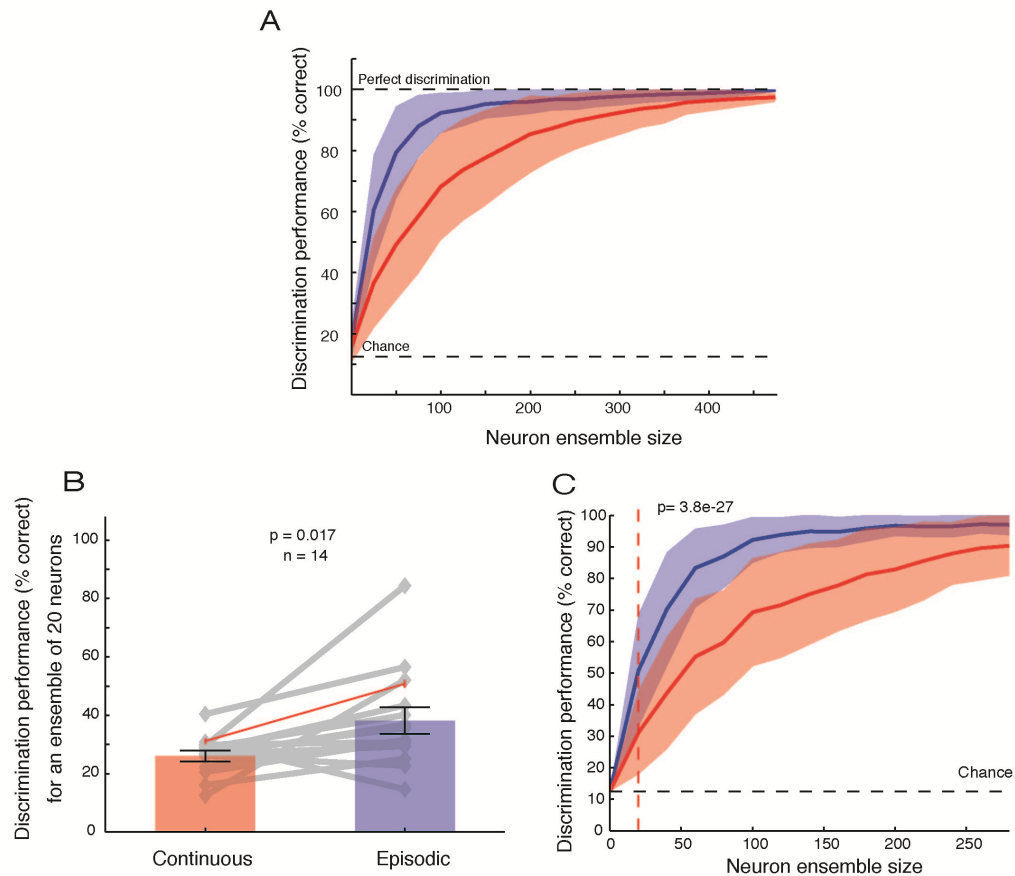 A
Discrimination performance (% correct)
Perfect discrimination
100
80
60
40
20
Chance
100
200
300
400
Neuron ensemble size
B
Discrimination performance (% correct)
for an ensemble of 20 neurons
p = 0.017
n = 14
100
80
60
40
20
0
Continuous
Episodic
C
Discrimination performance (% correct)
p= 3.8e-27
100
90
80
70
60
50
40
30
20
10
0
Chance
0
50
100
150
200
250
Neuron ensemble size